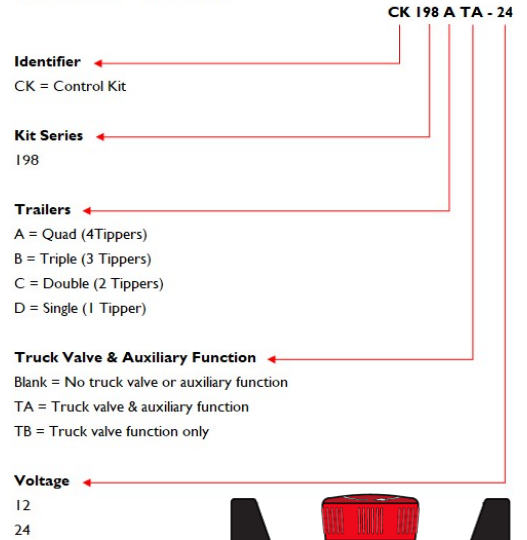 CK 198 A TA - 24
Identifier
CK = Control Kit
Kit Series
198
Trailers
A = Quad (4Tippers)
B = Triple (3 Tippers)
C = Double (2 Tippers)
D = Single (1 Tipper)
Truck Valve & Auxiliary Function
Blank = No truck valve or auxiliary function
TA = Truck valve & auxiliary function
TB = Truck valve function only
Voltage
12
24